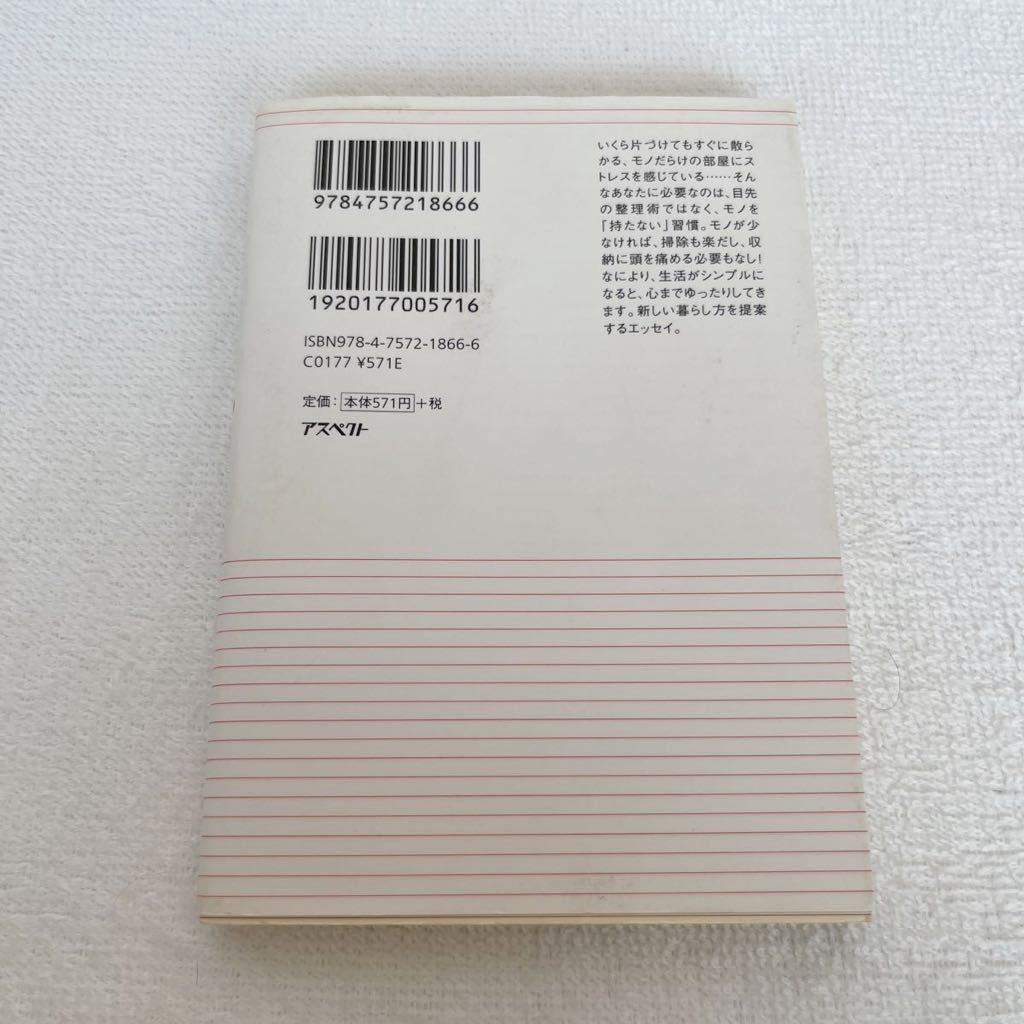 9784757218666
1920177005716
ISBN978-4-7572-1866-6
C0177 ¥571E
定価：本体571円＋税
アスペクト
いくら片づけてもすぐに散ら
かる、モノだらけの部屋にス
トレスを感じている……そん
なあなたに必要なのは、目先
の整理術ではなく、モノを
「持たない」習慣。モノが少
なければ、掃除も楽だし、収
納に頭を痛める必要もなし!
なにより、生活がシンプルに
なると、心までゆったりしてき
ます。新しい暮らし方を提案
するエッセイ。